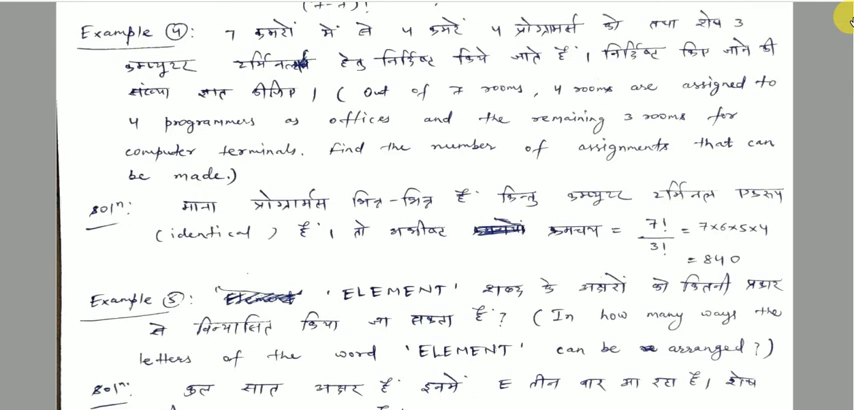 (7-7)!
Example ④: 7 कमरों में से 4 कमरें 4 प्रोग्रामर्स को तथा शेष 3
कम्प्यूटर टर्मिनल हेतु निर्दिष्ट किये जाते हैं। निर्दिष्ट किए जाने की
संख्या ज्ञात कीजिए। (Out of 7 rooms, 4 rooms are assigned to
4 programmers as offices and the remaining 3 rooms for
computer terminals. Find the number of assignments that can
be made.)
Solⁿ: माना प्रोग्रार्मस भिन्न-भिन्न हैं किन्तु कम्प्यूटर टर्मिनल एकरूप
(identical) हैं। तो अभीष्ट क्रमचय = 7!/3! = 7×6×5×4
= 840
Example ⑤: 'ELEMENT' शब्द के अक्षरों को कितनी प्रकार
से विन्यासित किया जा सकता है? (In how many ways the
letters of the word 'ELEMENT' can be arranged?)
Solⁿ: कुल सात अक्षर हैं इनमें E तीन बार आ रहा है। शेष